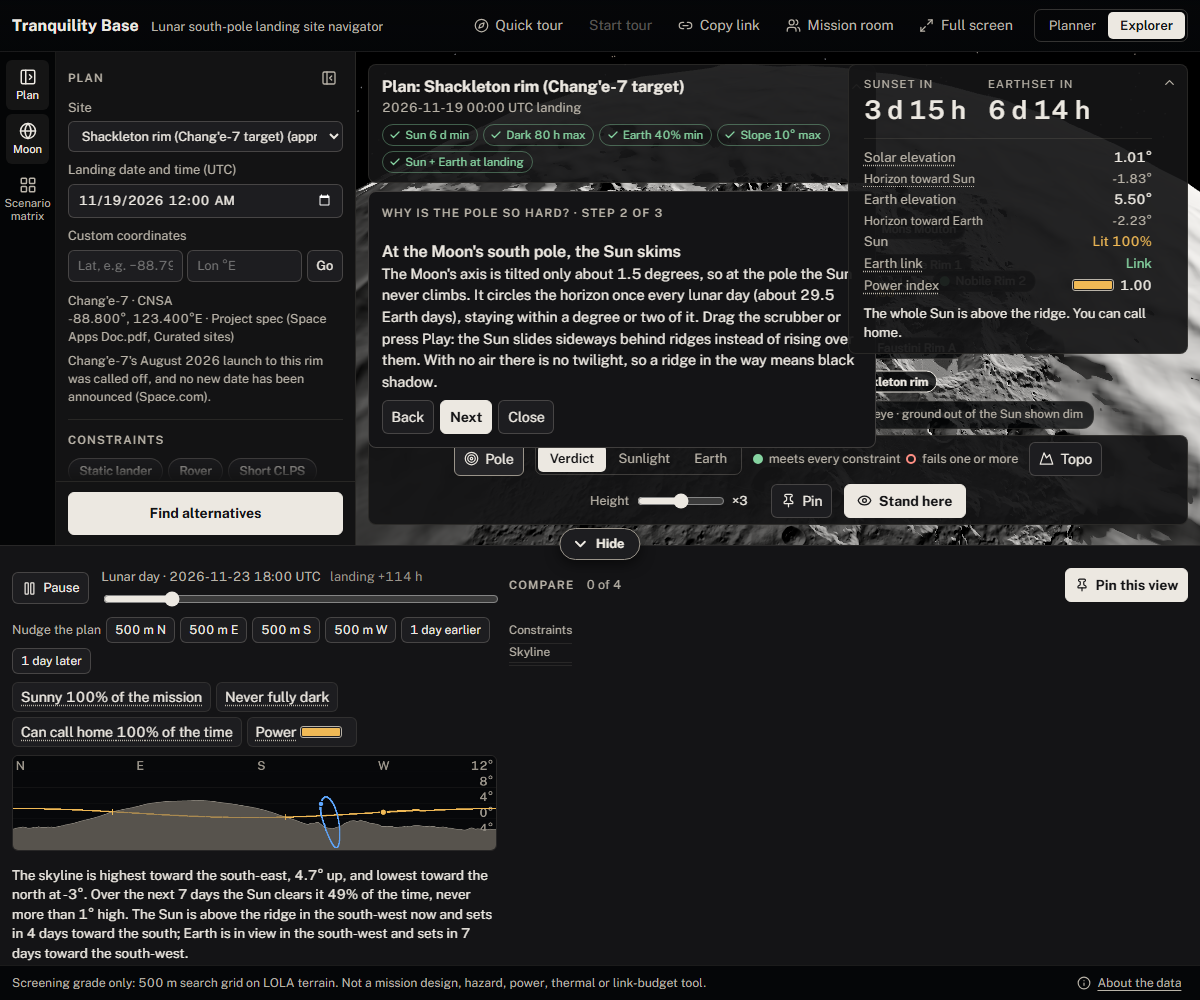 Tranquility Base
Lunar south-pole landing site navigator
Quick tour
Start tour
Copy link
Mission room
Full screen
Planner
Explorer
Plan
Moon
Scenario
matrix
PLAN
Site
Shackleton rim (Chang'e-7 target) (appr
Landing date and time (UTC)
11/19/2026 12:00 AM
Custom coordinates
Lat, e.g. −88.79
Lon °E
Go
Chang'e-7 · CNSA
-88.800°, 123.400°E · Project spec (Space
Apps Doc.pdf, Curated sites)
Chang'e-7's August 2026 launch to this rim
was called off, and no new date has been
announced (Space.com).
CONSTRAINTS
Static lander
Rover
Short CLPS
Find alternatives
Plan: Shackleton rim (Chang'e-7 target)
2026-11-19 00:00 UTC landing
Sun 6 d min
Dark 80 h max
Earth 40% min
Slope 10° max
Sun + Earth at landing
WHY IS THE POLE SO HARD? · STEP 2 OF 3
At the Moon's south pole, the Sun skims
The Moon's axis is tilted only about 1.5 degrees, so at the pole the Sun
never climbs. It circles the horizon once every lunar day (about 29.5
Earth days), staying within a degree or two of it. Drag the scrubber or
press Play: the Sun slides sideways behind ridges instead of rising ove
them. With no air there is no twilight, so a ridge in the way means black
shadow.
Back
Next
Close
SUNSET IN
3 d 15 h
EARTHSET IN
6 d 14 h
Solar elevation
1.01°
Horizon toward Sun
-1.83°
Earth elevation
5.50°
Horizon toward Earth
-2.23°
Sun
Lit 100%
Earth link
Link
Rim 1
Nobile Rim 2
Power index
1.00
The whole Sun is above the ridge. You can call
home.
Faustini Rim A
kleton rim
eye · ground out of the Sun shown dim
Pole
Verdict
Sunlight
Earth
meets every constraint
fails one or more
Topo
Height
×3
Pin
Stand here
Hide
Pause
Lunar day · 2026-11-23 18:00 UTC
landing +114 h
Nudge the plan
500 m N
500 m E
500 m S
500 m W
1 day earlier
1 day later
Sunny 100% of the mission
Never fully dark
Can call home 100% of the time
Power
N
E
S
W
12°
8°
4°
0°
4°
The skyline is highest toward the south-east, 4.7° up, and lowest toward the
north at -3°. Over the next 7 days the Sun clears it 49% of the time, never
more than 1° high. The Sun is above the ridge in the south-west now and sets
in 4 days toward the south; Earth is in view in the south-west and sets in 7
days toward the south-west.
COMPARE
0 of 4
Pin this view
Constraints
Skyline
Screening grade only: 500 m search grid on LOLA terrain. Not a mission design, hazard, power, thermal or link-budget tool.
About the data